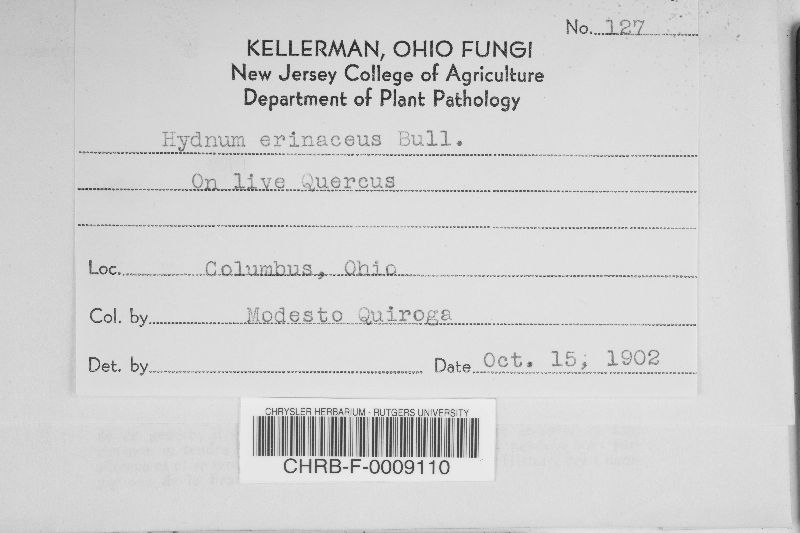 No. 127
KELLERMAN, OHIO FUNGI
New Jersey College of Agriculture
Department of Plant Pathology
Hydnum erinaceus Bull.
On live Quercus
Loc. Columbus, Ohio
Col. by Modesto Quiroga
Det. by
Date Oct. 15, 1902
CHRYSLER HERBARIUM - RUTGERS UNIVERSITY
CHRB-F-0009110